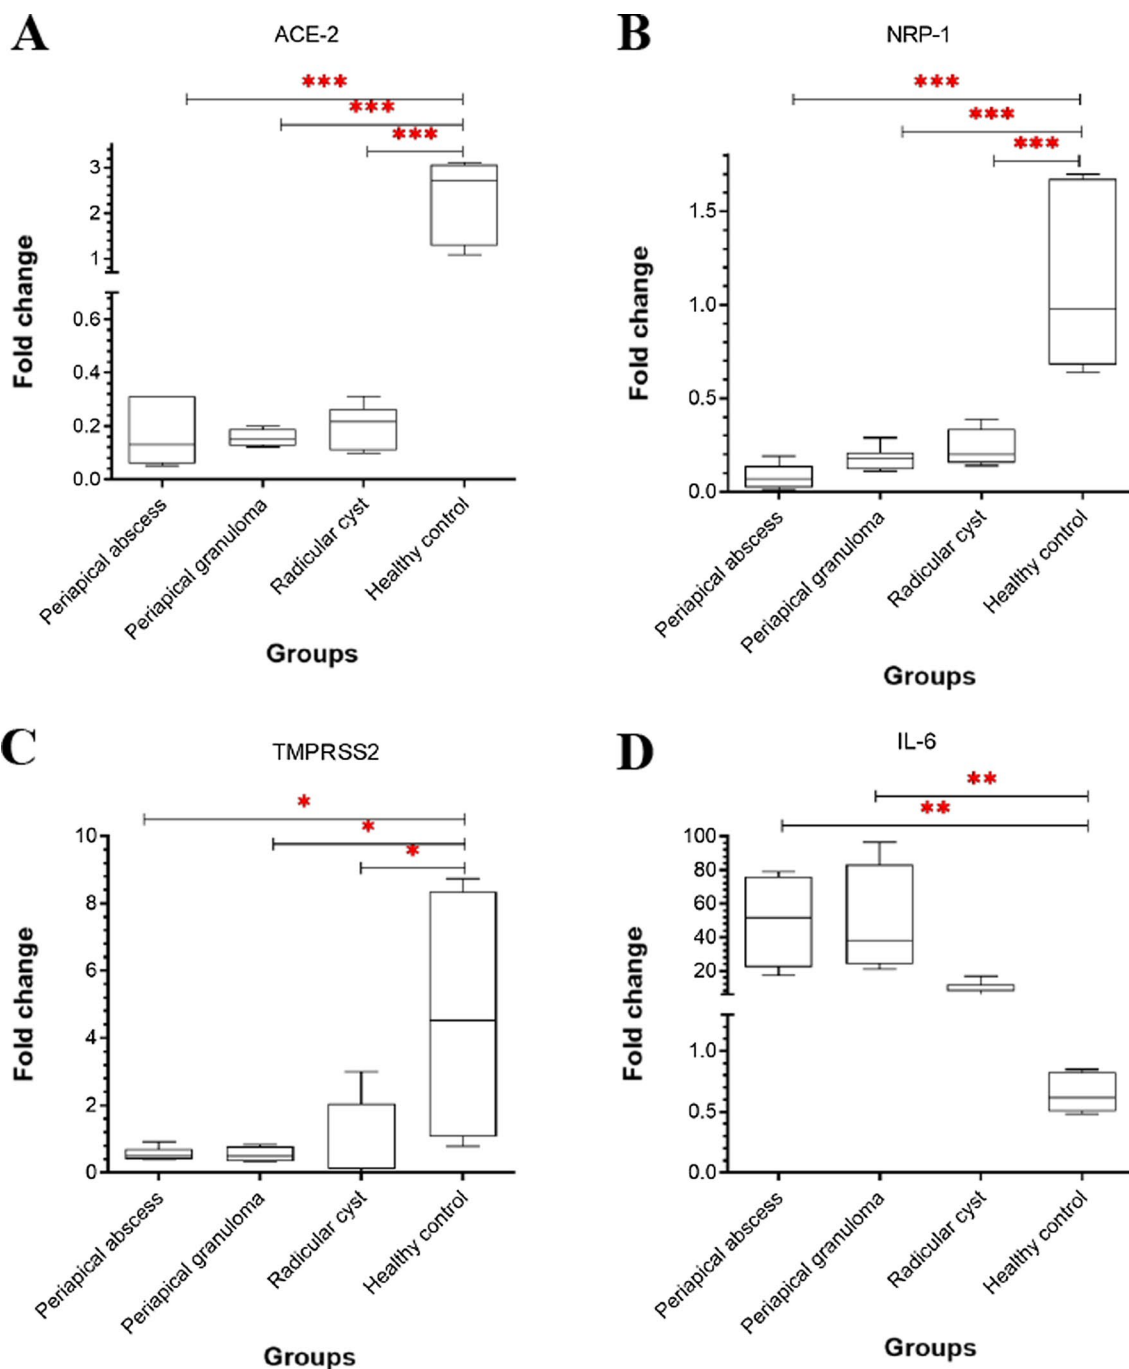 A
ACE-2
***
***
***
3
2
1
0.6
0.4
0.2
0.0
Fold change
Periapical abscess
Periapical granuloma
Radicular cyst
Healthy control
Groups
B
NRP-1
***
***
***
1.5
1.0
0.5
0.0
Fold change
Periapical abscess
Periapical granuloma
Radicular cyst
Healthy control
Groups
C
TMPRSS2
*
*
*
10
8
6
4
2
0
Fold change
Periapical abscess
Periapical granuloma
Radicular cyst
Healthy control
Groups
D
IL-6
**
**
100
80
60
40
20
1.0
0.5
0.0
Fold change
Periapical abscess
Periapical granuloma
Radicular cyst
Healthy control
Groups